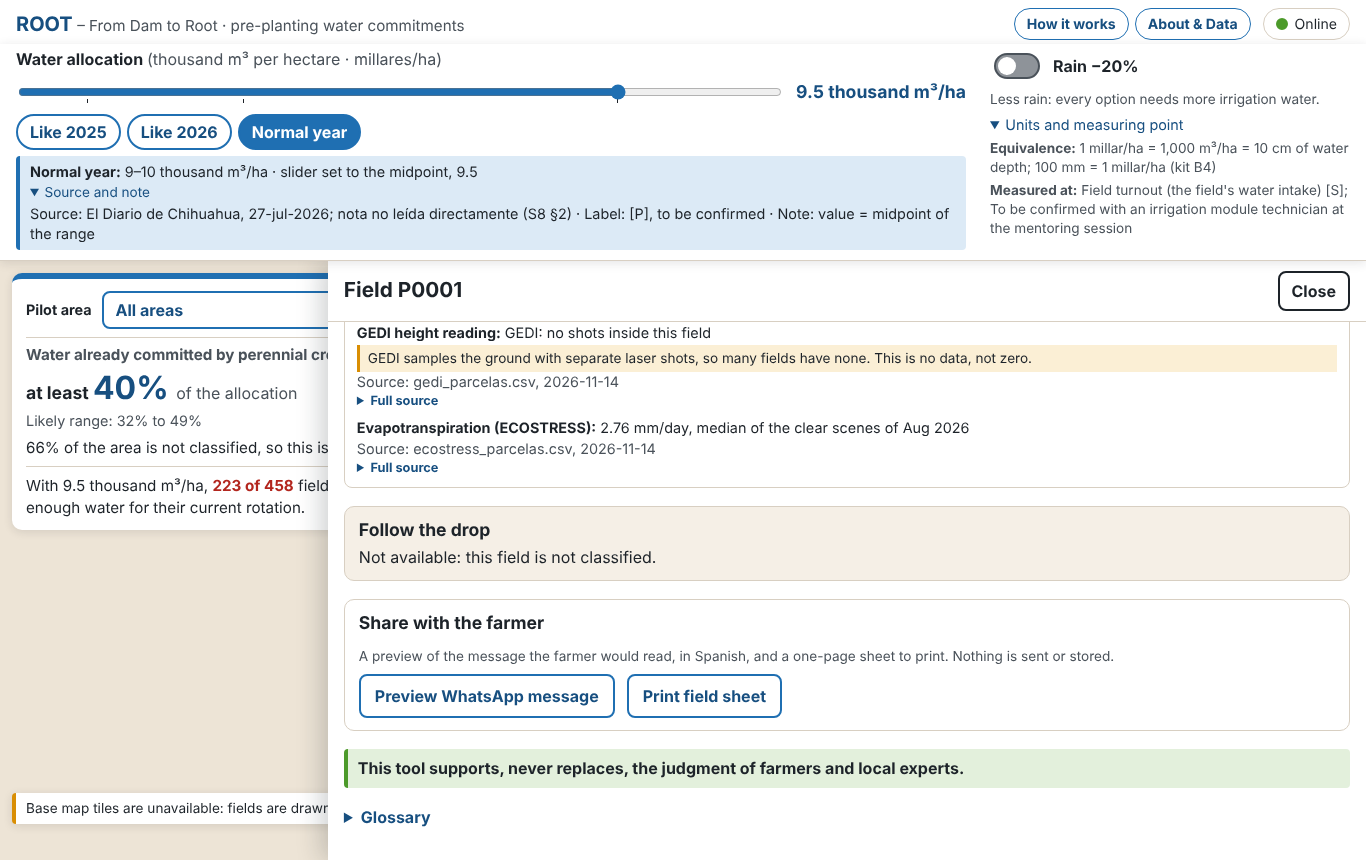 ROOT – From Dam to Root · pre-planting water commitments
How it works
About & Data
Online
Water allocation (thousand m³ per hectare · millares/ha)
9.5 thousand m³/ha
Like 2025
Like 2026
Normal year
Normal year: 9–10 thousand m³/ha · slider set to the midpoint, 9.5
▼ Source and note
Source: El Diario de Chihuahua, 27-jul-2026; nota no leída directamente (S8 §2) · Label: [P], to be confirmed · Note: value = midpoint of
the range
Rain −20%
Less rain: every option needs more irrigation water.
▼ Units and measuring point
Equivalence: 1 millar/ha = 1,000 m³/ha = 10 cm of water
depth; 100 mm = 1 millar/ha (kit B4)
Measured at: Field turnout (the field's water intake) [S];
To be confirmed with an irrigation module technician at
the mentoring session
Pilot area
All areas
Water already committed by perennial cr
at least 40% of the allocation
Likely range: 32% to 49%
66% of the area is not classified, so this is
With 9.5 thousand m³/ha, 223 of 458 field
enough water for their current rotation.
Base map tiles are unavailable: fields are drawn
Field P0001
Close
GEDI height reading: GEDI: no shots inside this field
GEDI samples the ground with separate laser shots, so many fields have none. This is no data, not zero.
Source: gedi_parcelas.csv, 2026-11-14
▶ Full source
Evapotranspiration (ECOSTRESS): 2.76 mm/day, median of the clear scenes of Aug 2026
Source: ecostress_parcelas.csv, 2026-11-14
▶ Full source
Follow the drop
Not available: this field is not classified.
Share with the farmer
A preview of the message the farmer would read, in Spanish, and a one-page sheet to print. Nothing is sent or stored.
Preview WhatsApp message
Print field sheet
This tool supports, never replaces, the judgment of farmers and local experts.
▶ Glossary